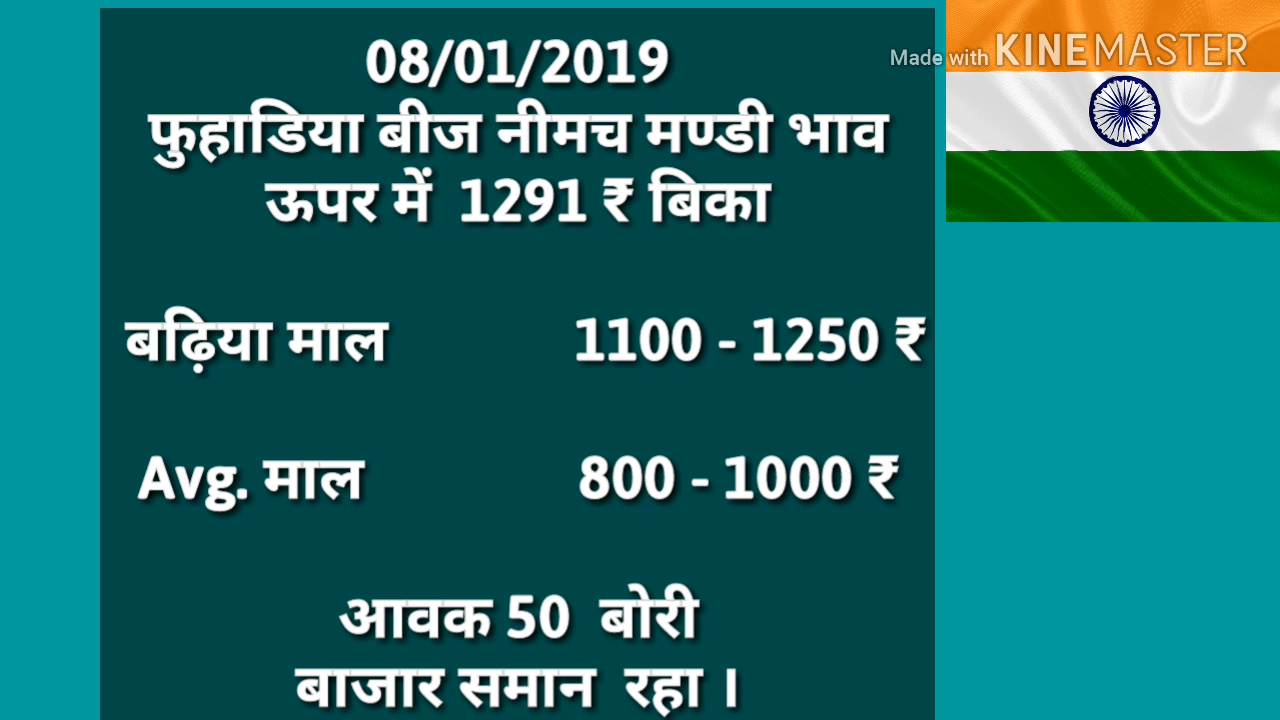 08/01/2019
Made with KINEMASTER
फुहाडिया बीज नीमच मण्डी भाव
ऊपर में 1291 ₹ बिका
बढ़िया माल 1100 - 1250 ₹
Avg. माल 800 - 1000 ₹
आवक 50 बोरी
बाजार समान रहा ।